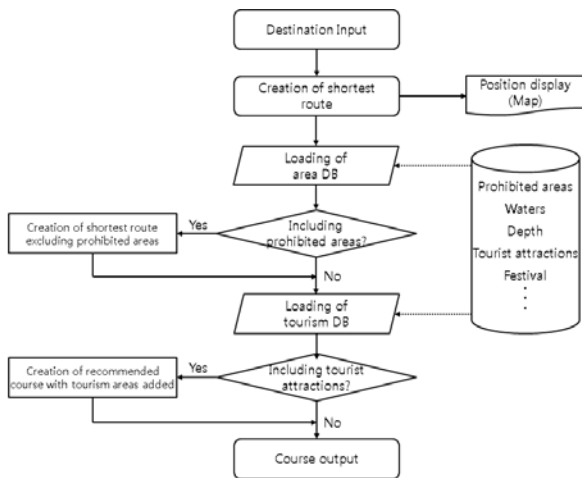 Destination Input
Creation of shortest
route
Position display
(Map)
Loading of
area DB
Prohibited areas
Waters
Depth
Tourist attractions
Festival
Creation of shortest route
excluding prohibited areas
Yes
Including
prohibited areas?
No
Loading of
tourism DB
Creation of recommended
course with tourism areas added
Yes
Including tourist
attractions?
No
Course output